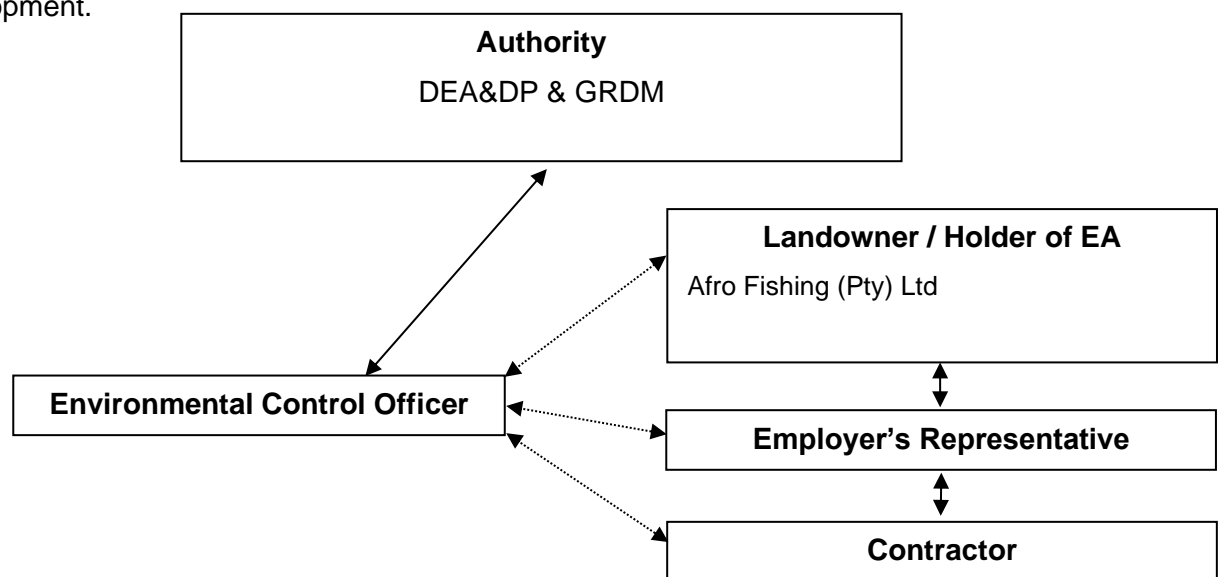 opment.
Authority
DEA&DP & GRDM
Landowner / Holder of EA
Afro Fishing (Pty) Ltd
Environmental Control Officer
Employer’s Representative
Contractor